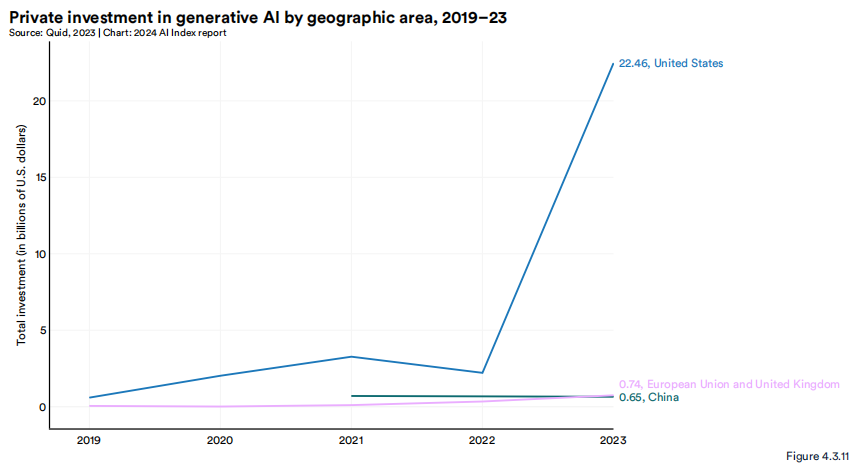 Private investment in generative AI by geographic area, 2019–23
Source: Quid, 2023 | Chart: 2024 AI Index report
Total investment (in billions of U.S. dollars)
20
15
10
5
0
22.46, United States
0.74, European Union and United Kingdom
0.65, China
2019
2020
2021
2022
2023
Figure 4.3.11